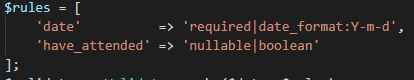 $rules = [
'date' => 'required|date_format:Y-m-d',
'have_attended' => 'nullable|boolean'
];